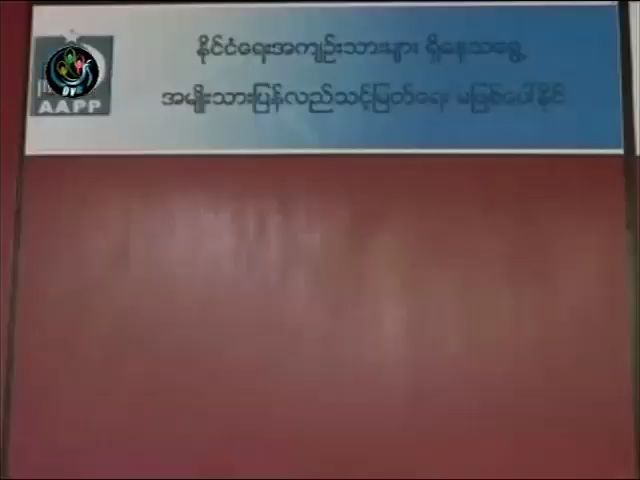 နိုင်ငံရေးအကျဉ်းသားများ ရှိနေသရွေ့
အမျိုးသားပြန်လည်သင့်မြတ်ရေး မဖြစ်ပေါ်နိုင်
AAPP